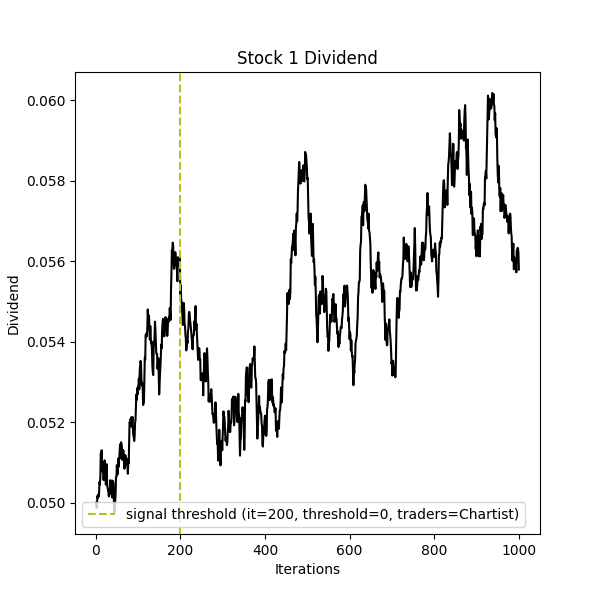 Stock 1 Dividend
0.060
0.058
0.056
0.054
0.052
0.050
Dividend
signal threshold (it=200, threshold=0, traders=Chartist)
0 200 400 600 800 1000
Iterations